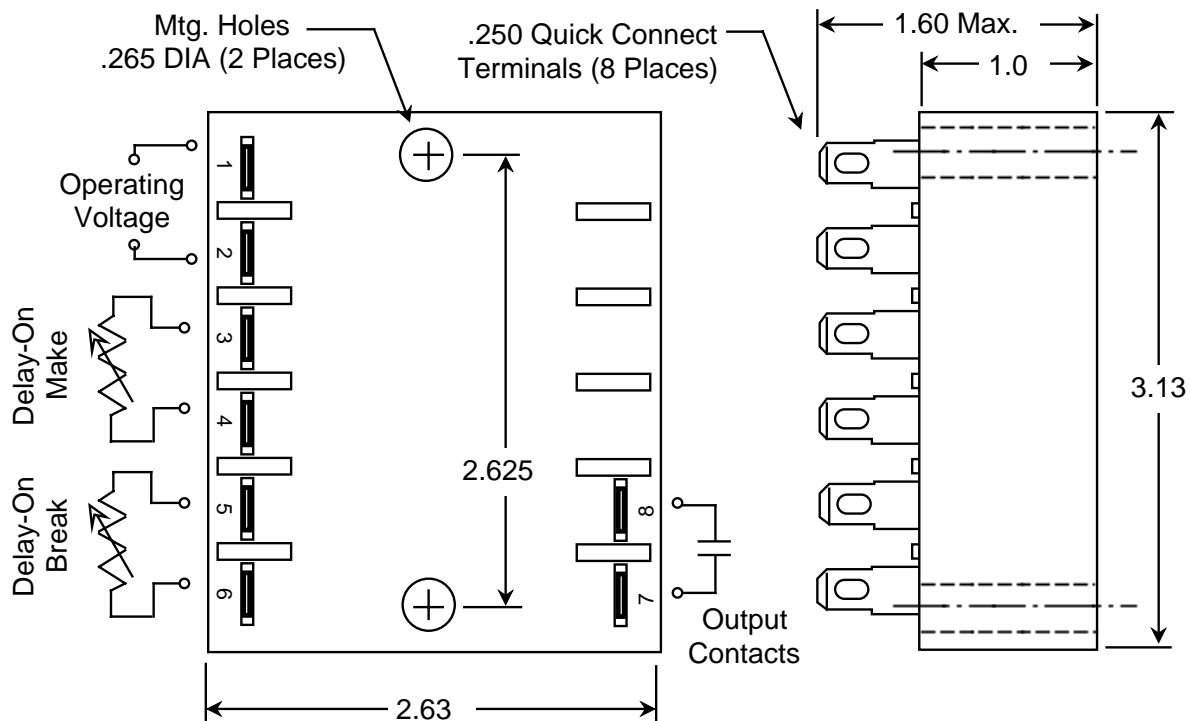 Mtg. Holes
.265 DIA (2 Places)
.250 Quick Connect
Terminals (8 Places)
1.60 Max.
1.0
Operating
Voltage
1
2
3
4
5
6
Delay-On
Make
Delay-On
Break
2.625
8
7
Output
Contacts
3.13
2.63